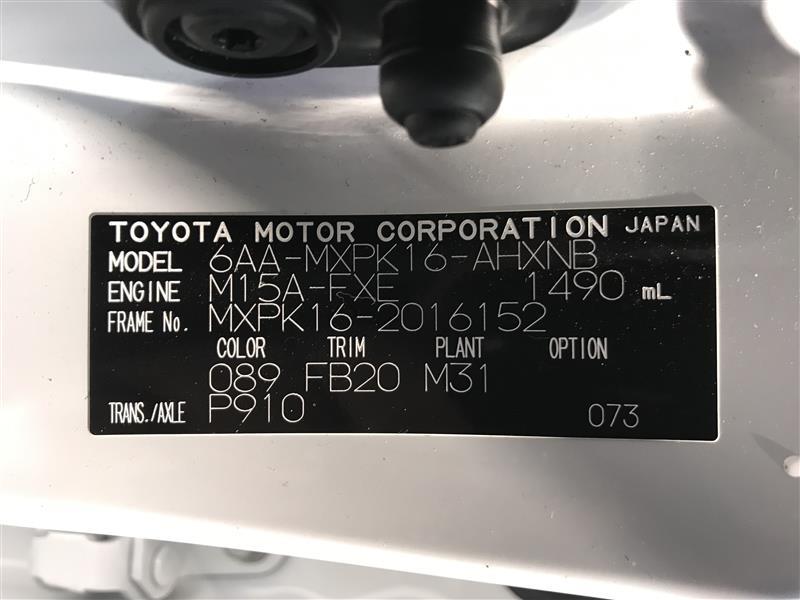 TOYOTA MOTOR CORPORATION JAPAN
MODEL 6AA-MXPK16-AHXNB
ENGINE M15A-FXE 1490 mL
FRAME No. MXPK16-2016152
COLOR TRIM PLANT OPTION
089 FB20 M31
TRANS./AXLE P910 073